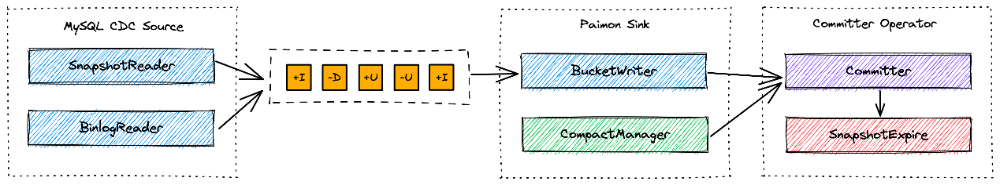 MySQL CDC Source
SnapshotReader
BinlogReader
+I -D +U -U +I
Paimon Sink
BucketWriter
CompactManager
Committer Operator
Committer
SnapshotExpire